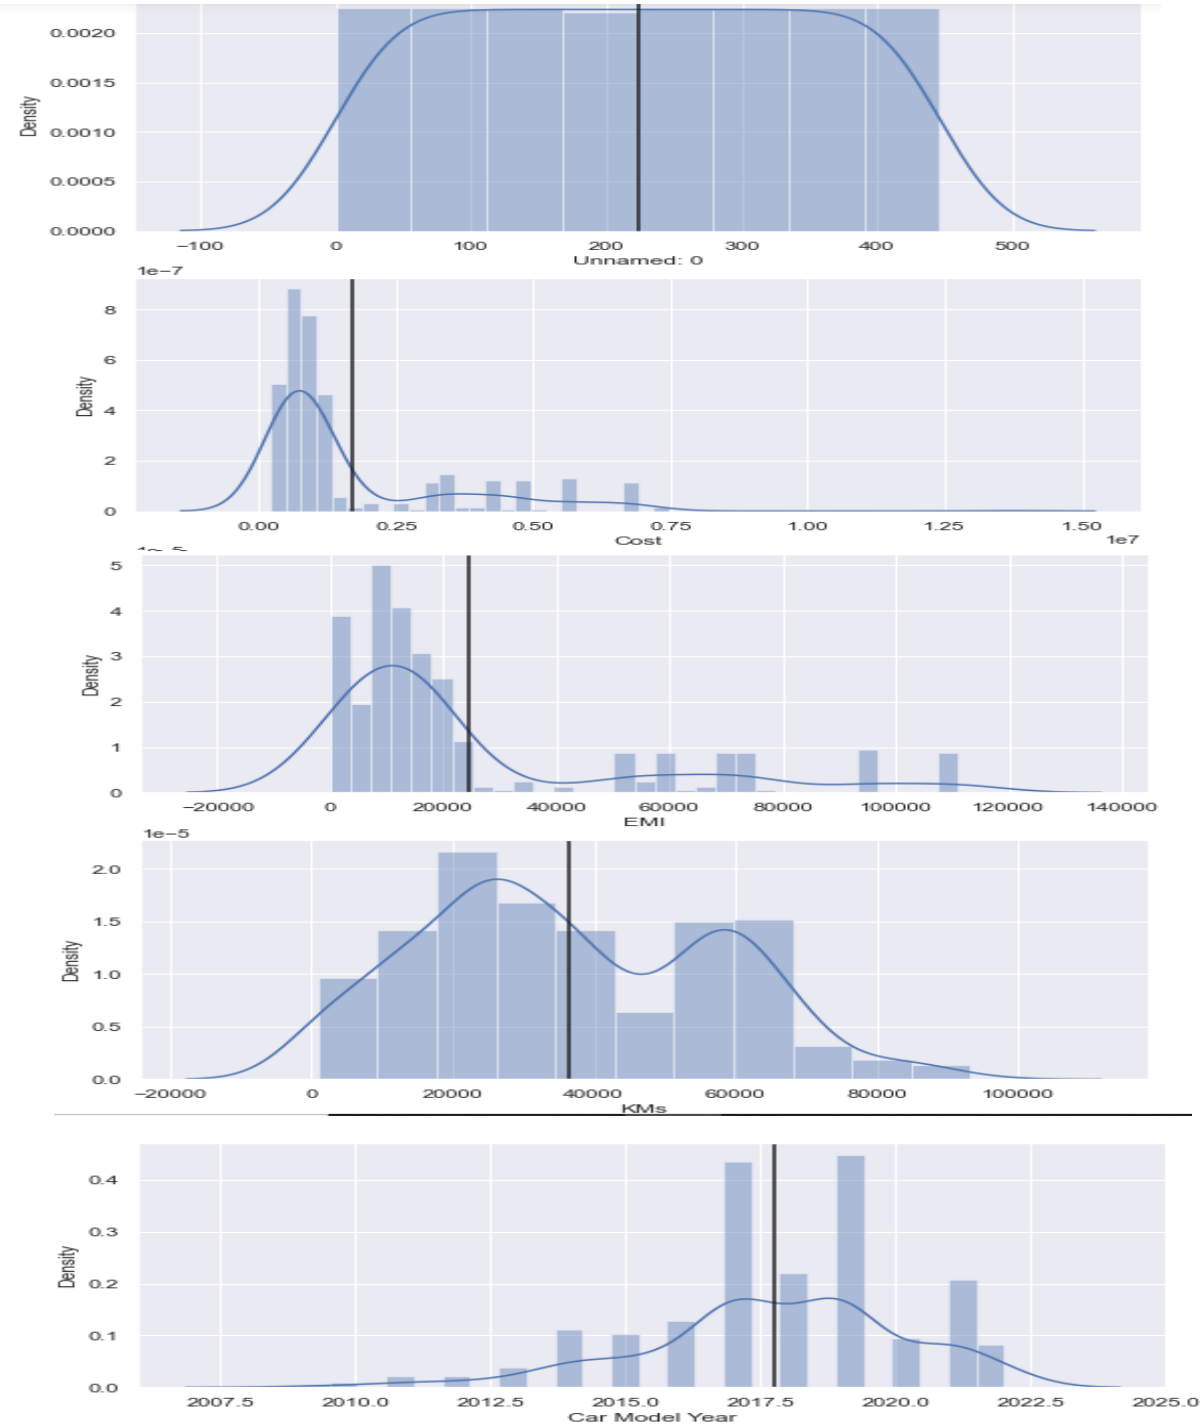 0.0020
0.0015
0.0010
0.0005
0.0000
Density
−100 0 100 200 300 400 500
Unnamed: 0
1e−7
8
6
4
2
0
Density
0.00 0.25 0.50 0.75 1.00 1.25 1.50
Cost 1e7
5
4
3
2
1
0
Density
−20000 0 20000 40000 60000 80000 100000 120000 140000
EMI
1e−5
2.0
1.5
1.0
0.5
0.0
Density
−20000 0 20000 40000 60000 80000 100000
KMs
0.4
0.3
0.2
0.1
0.0
Density
2007.5 2010.0 2012.5 2015.0 2017.5 2020.0 2022.5 2025.0
Car Model Year